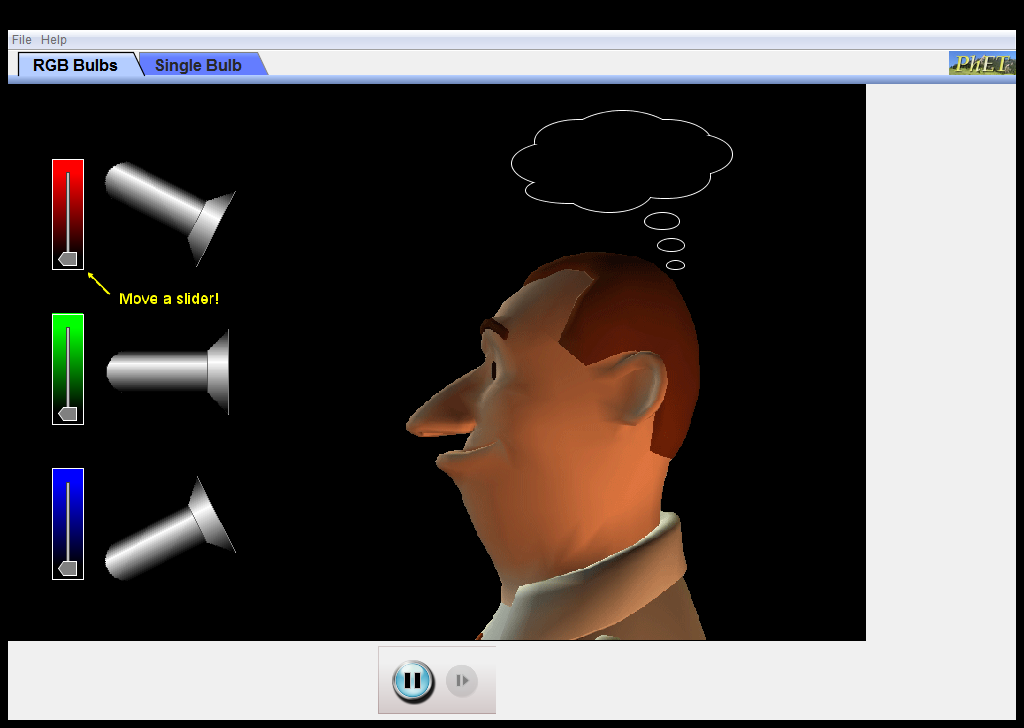 File Help
RGB Bulbs Single Bulb
PhET
Move a slider!